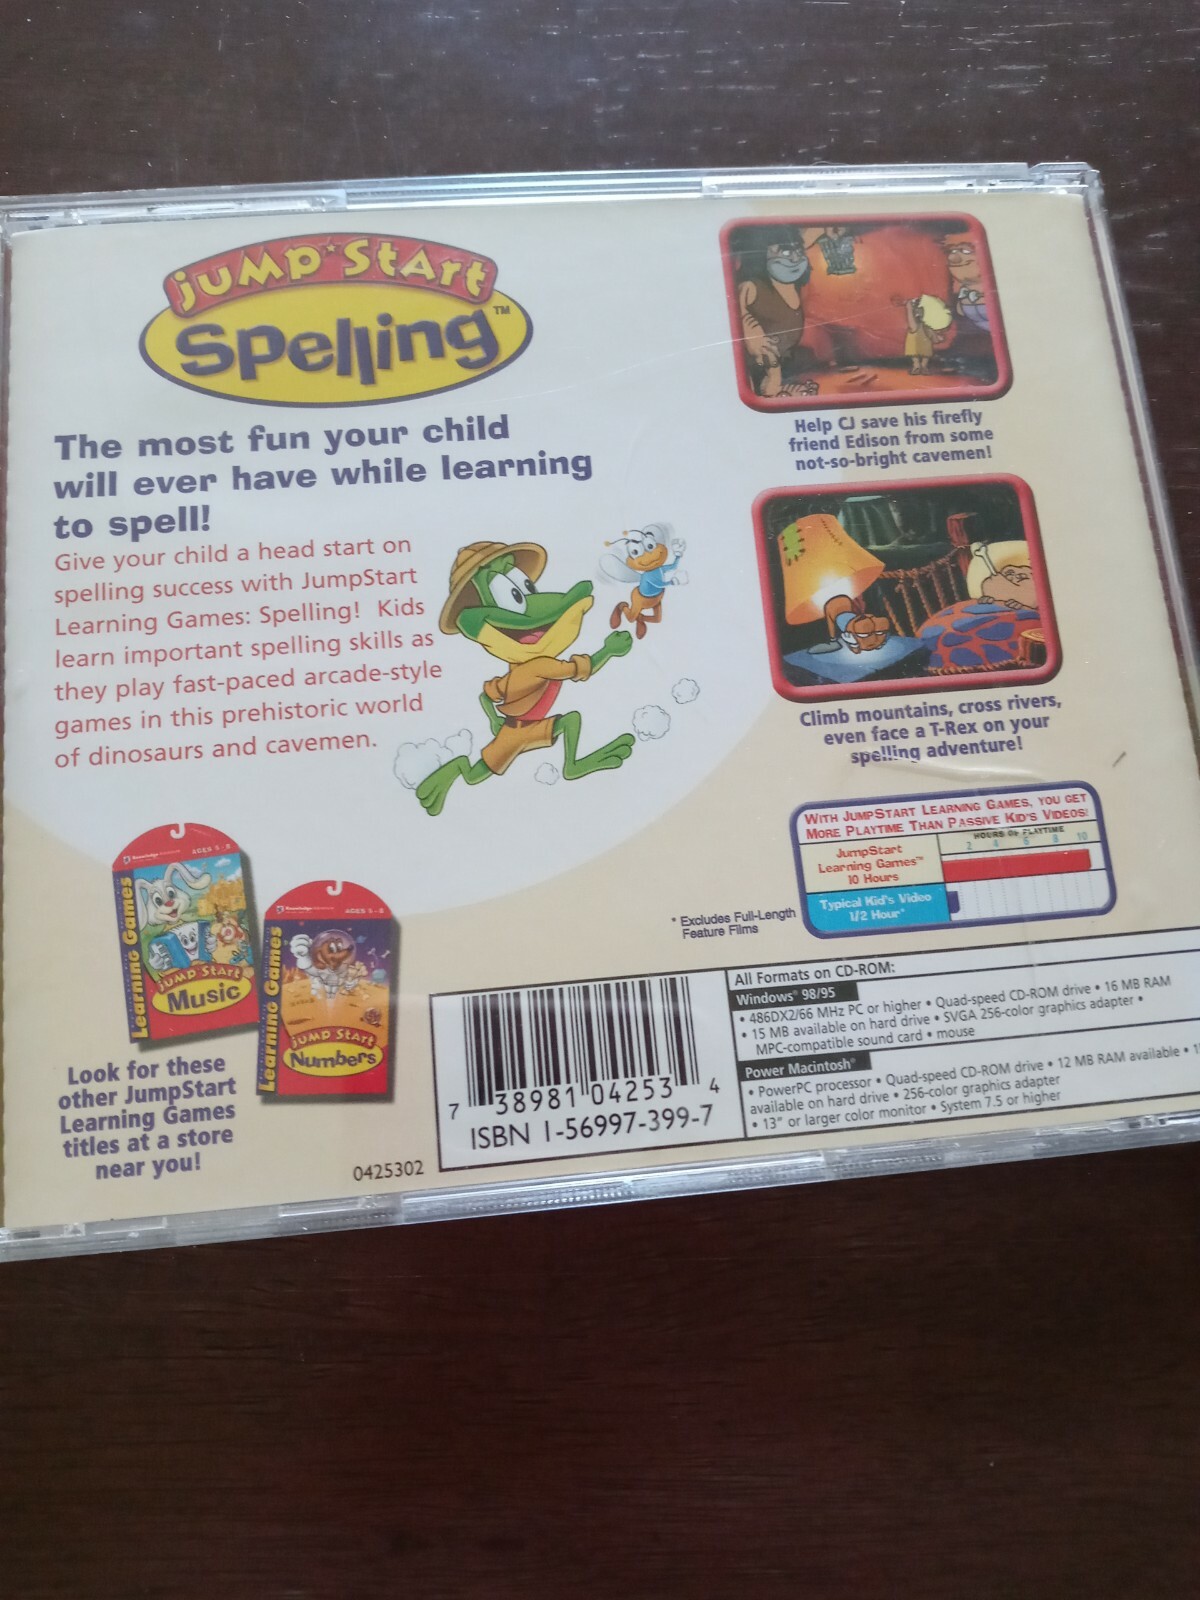 JumpStart
Spelling™
The most fun your child
will ever have while learning
to spell!
Give your child a head start on
spelling success with JumpStart
Learning Games: Spelling! Kids
learn important spelling skills as
they play fast-paced arcade-style
games in this prehistoric world
of dinosaurs and cavemen.
Help CJ save his firefly
friend Edison from some
not-so-bright cavemen!
Climb mountains, cross rivers,
even face a T-Rex on your
spelling adventure!
WITH JUMPSTART LEARNING GAMES, YOU GET
MORE PLAYTIME THAN PASSIVE KID'S VIDEOS!
HOURS OF PLAYTIME
2 4 6 8 10
JumpStart
Learning Games™
10 Hours
Typical Kid's Video
1/2 Hour*
* Excludes Full-Length
Feature Films
AGES 5-8
Learning Games
JumpStart
Music
AGES 5-8
Learning Games
JumpStart
Numbers
Look for these
other JumpStart
Learning Games
titles at a store
near you!
0425302
7 38981 04253 4
ISBN 1-56997-399-7
All Formats on CD-ROM:
Windows® 98/95
• 486DX2/66 MHz PC or higher • Quad-speed CD-ROM drive • 16 MB RAM
• 15 MB available on hard drive • SVGA 256-color graphics adapter •
MPC-compatible sound card • mouse
Power Macintosh®
• PowerPC processor • Quad-speed CD-ROM drive • 12 MB RAM available •
available on hard drive • 256-color graphics adapter
• 13" or larger color monitor • System 7.5 or higher